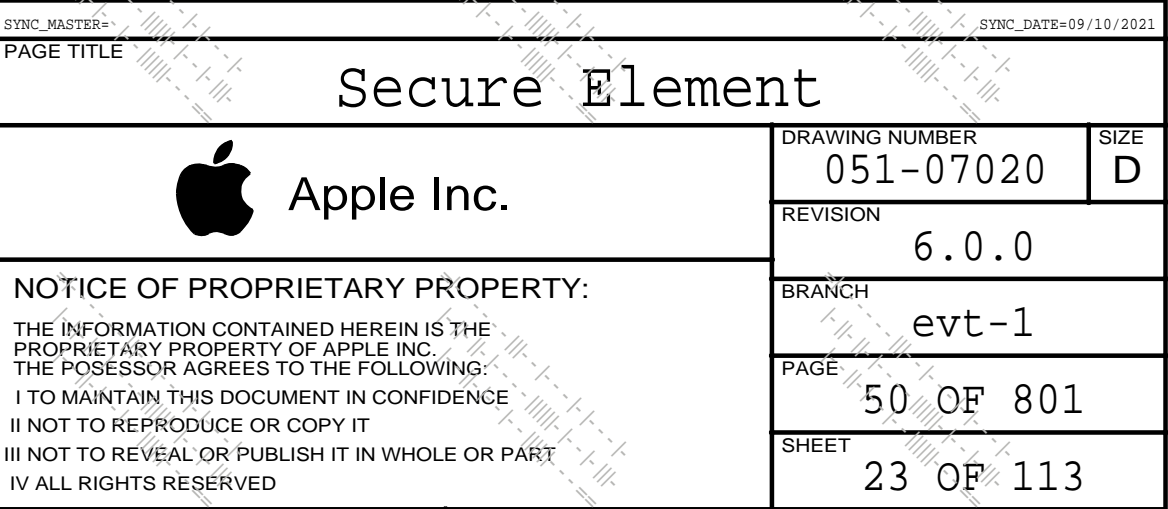 SYNC_MASTER= SYNC_DATE=09/10/2021
PAGE TITLE
Secure Element
Apple Inc.
DRAWING NUMBER
051-07020
SIZE
D
REVISION
6.0.0
NOTICE OF PROPRIETARY PROPERTY:
THE INFORMATION CONTAINED HEREIN IS THE
PROPRIETARY PROPERTY OF APPLE INC.
THE POSESSOR AGREES TO THE FOLLOWING:
I TO MAINTAIN THIS DOCUMENT IN CONFIDENCE
II NOT TO REPRODUCE OR COPY IT
III NOT TO REVEAL OR PUBLISH IT IN WHOLE OR PART
IV ALL RIGHTS RESERVED
BRANCH
evt-1
PAGE
50 OF 801
SHEET
23 OF 113